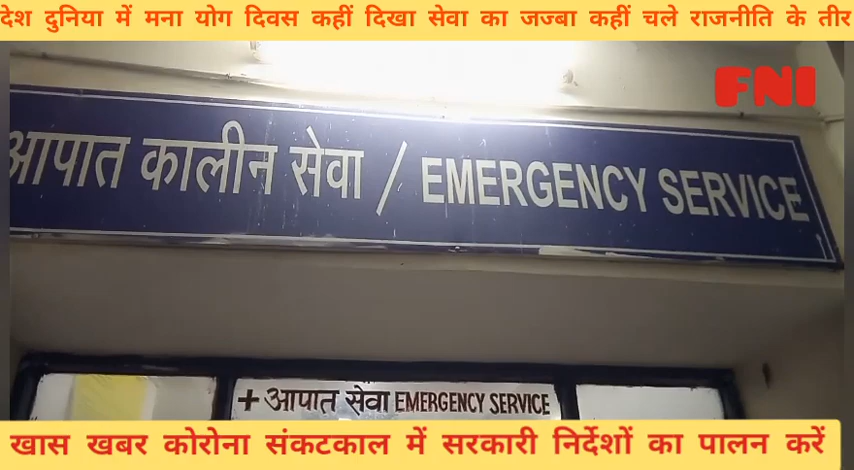 देश दुनिया में मना योग दिवस कहीं दिखा सेवा का जज्बा कहीं चले राजनीति के तीर
FNI
आपात कालीन सेवा / EMERGENCY SERVICE
+ आपात सेवा EMERGENCY SERVICE
खास खबर कोरोना संकटकाल में सरकारी निर्देशों का पालन करें